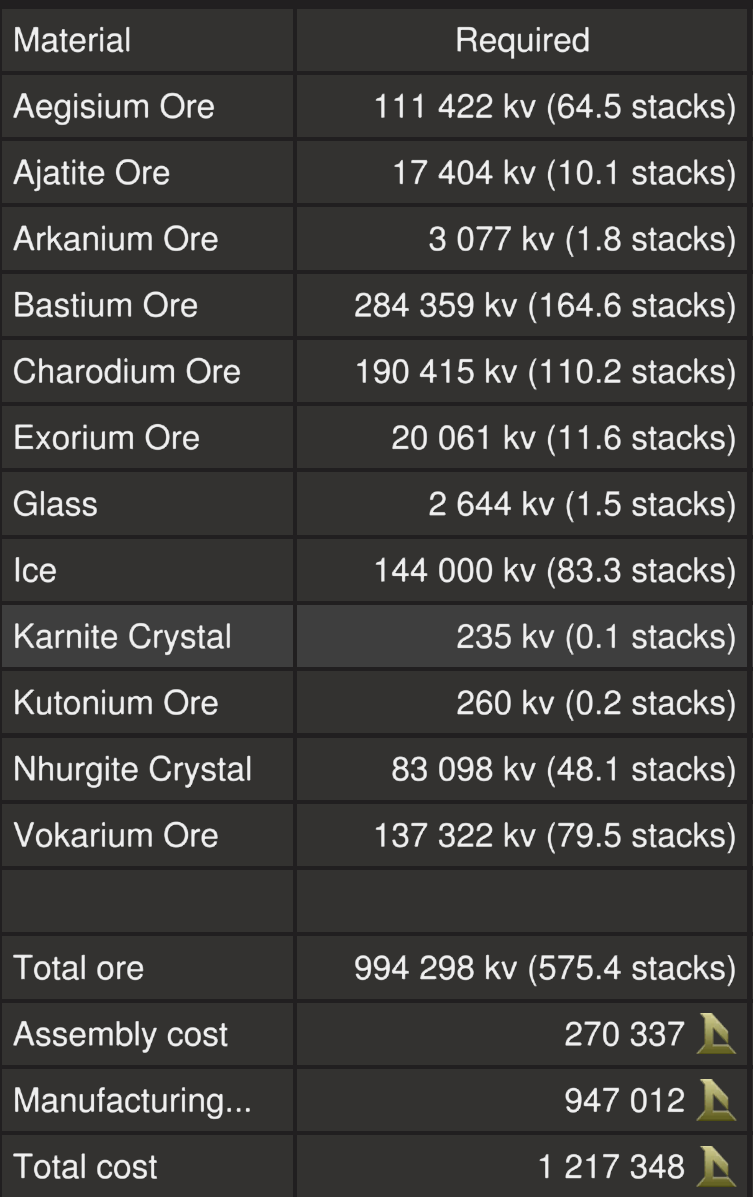 Material Required
Aegisium Ore 111 422 kv (64.5 stacks)
Ajatite Ore 17 404 kv (10.1 stacks)
Arkanium Ore 3 077 kv (1.8 stacks)
Bastium Ore 284 359 kv (164.6 stacks)
Charodium Ore 190 415 kv (110.2 stacks)
Exorium Ore 20 061 kv (11.6 stacks)
Glass 2 644 kv (1.5 stacks)
Ice 144 000 kv (83.3 stacks)
Karnite Crystal 235 kv (0.1 stacks)
Kutonium Ore 260 kv (0.2 stacks)
Nhurgite Crystal 83 098 kv (48.1 stacks)
Vokarium Ore 137 322 kv (79.5 stacks)
Total ore 994 298 kv (575.4 stacks)
Assembly cost 270 337
Manufacturing... 947 012
Total cost 1 217 348